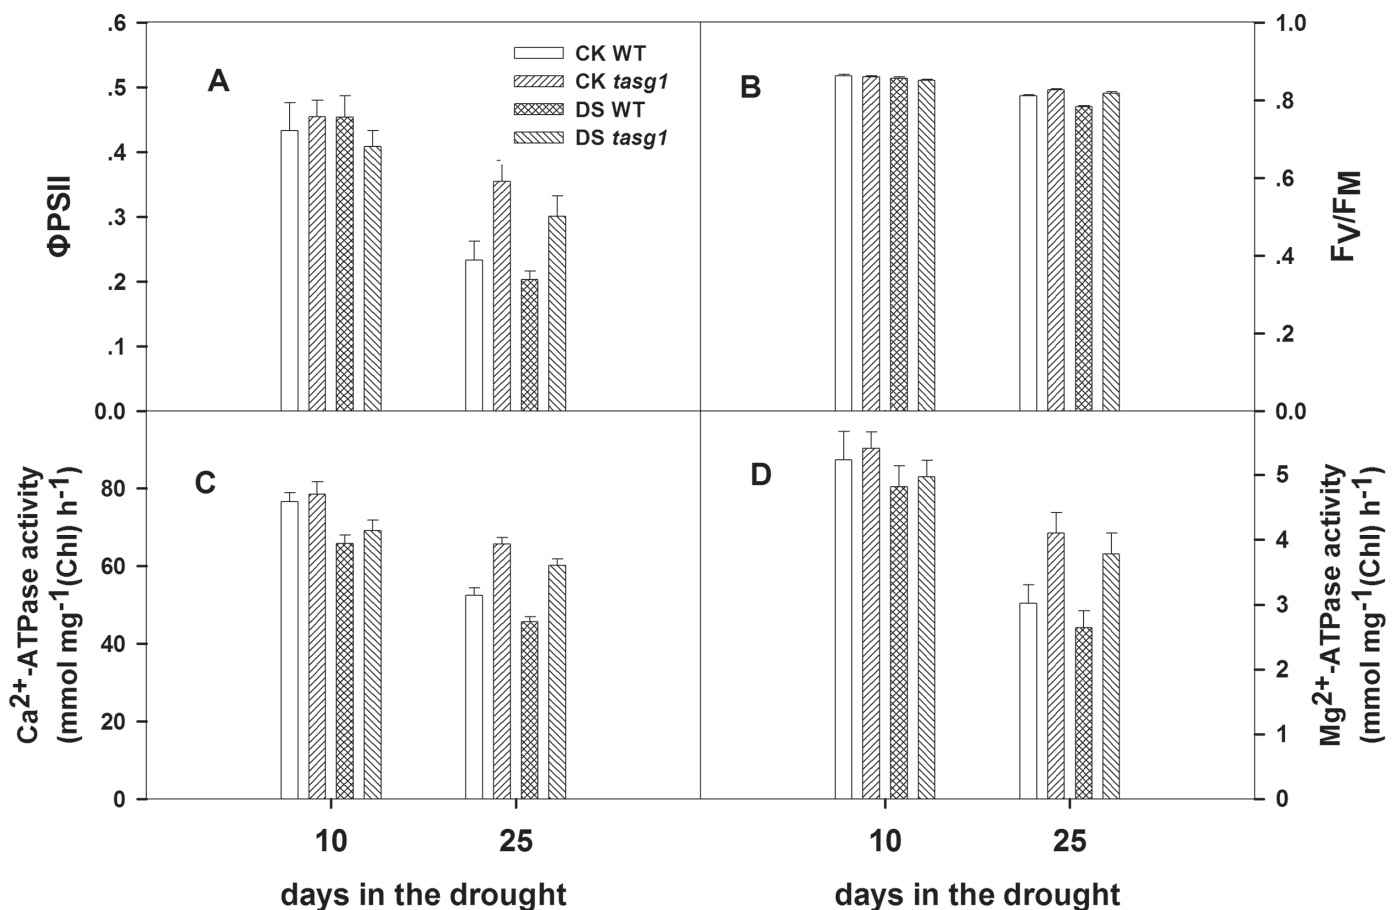 .6
.5
.4
.3
.2
.1
0.0
ΦPSII
A
CK WT
CK tasg1
DS WT
DS tasg1
B
1.0
.8
.6
.4
.2
0.0
FV/FM
C
80
60
40
20
0
Ca2+-ATPase activity
(mmol mg-1(Chl) h-1)
D
5
4
3
2
1
0
Mg2+-ATPase activity
(mmol mg-1(Chl) h-1)
10 25
days in the drought
10 25
days in the drought